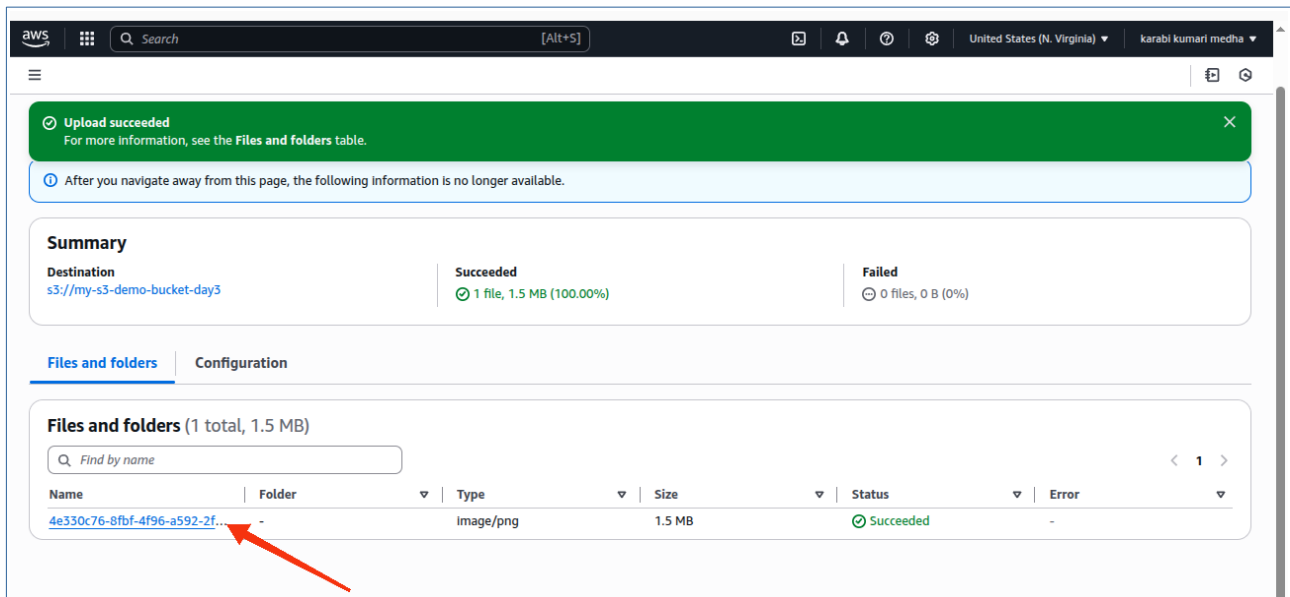 aws Search [Alt+S] United States (N. Virginia) karabi kumari medha
Upload succeeded
For more information, see the Files and folders table.
After you navigate away from this page, the following information is no longer available.
Summary
Destination Succeeded Failed
s3://my-s3-demo-bucket-day3 1 file, 1.5 MB (100.00%) 0 files, 0 B (0%)
Files and folders Configuration
Files and folders (1 total, 1.5 MB)
Find by name 1
Name Folder Type Size Status Error
4e330c76-8fbf-4f96-a592-2f... - image/png 1.5 MB Succeeded -